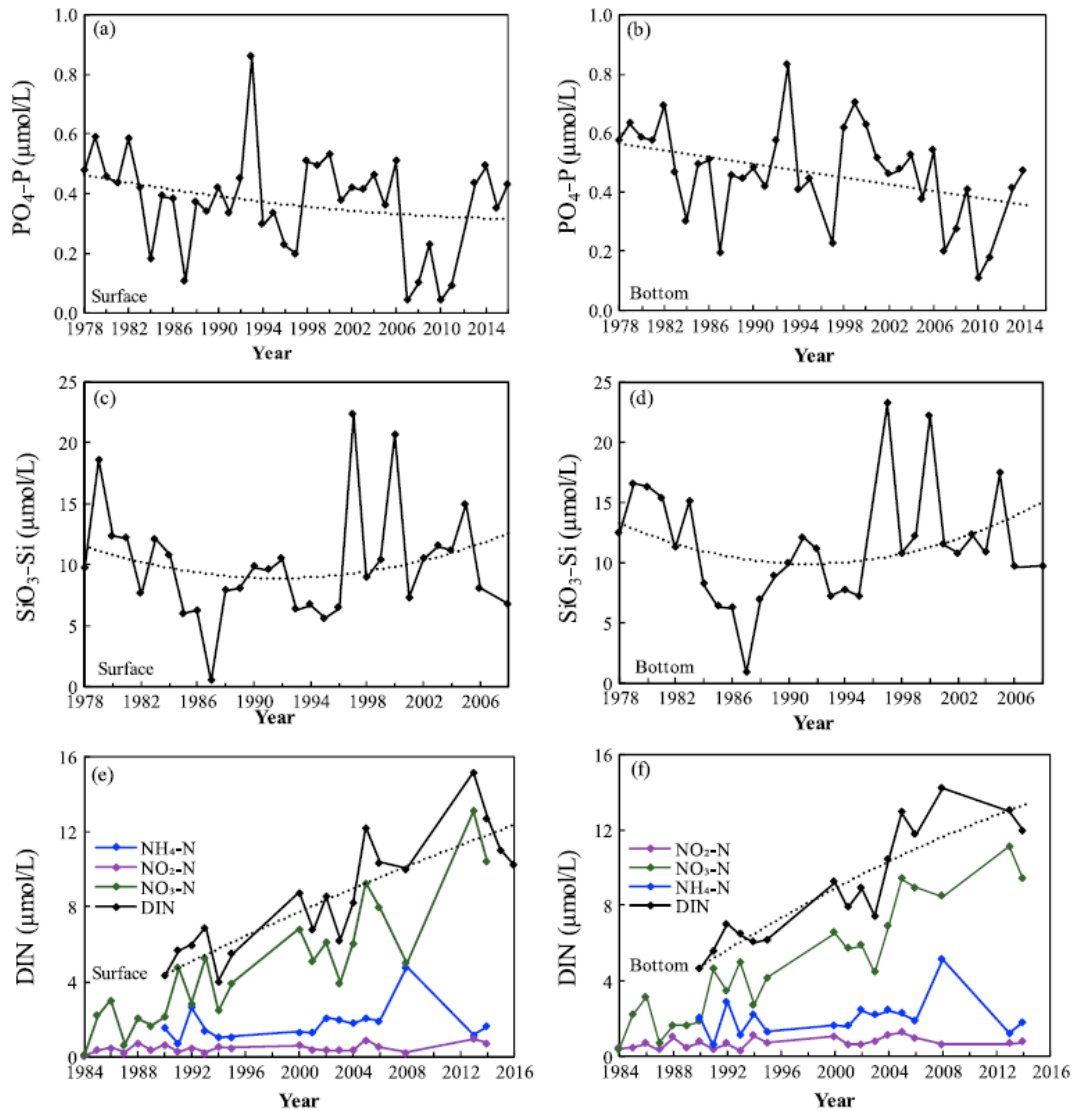 (a)
PO₄–P (μmol/L)
1.0
0.8
0.6
0.4
0.2
0.0
Surface
1978 1982 1986 1990 1994 1998 2002 2006 2010 2014
Year
(b)
PO₄–P (μmol/L)
1.0
0.8
0.6
0.4
0.2
0.0
Bottom
1978 1982 1986 1990 1994 1998 2002 2006 2010 2014
Year
(c)
SiO₃–Si (μmol/L)
25
20
15
10
5
0
Surface
1978 1982 1986 1990 1994 1998 2002 2006
Year
(d)
SiO₃–Si (μmol/L)
25
20
15
10
5
0
Bottom
1978 1982 1986 1990 1994 1998 2002 2006
Year
(e)
DIN (μmol/L)
16
12
8
4
0
NH₄-N
NO₂-N
NO₃-N
DIN
Surface
1984 1988 1992 1996 2000 2004 2008 2012 2016
Year
(f)
DIN (μmol/L)
16
12
8
4
0
NO₂-N
NO₃-N
NH₄-N
DIN
Bottom
1984 1988 1992 1996 2000 2004 2008 2012 2016
Year